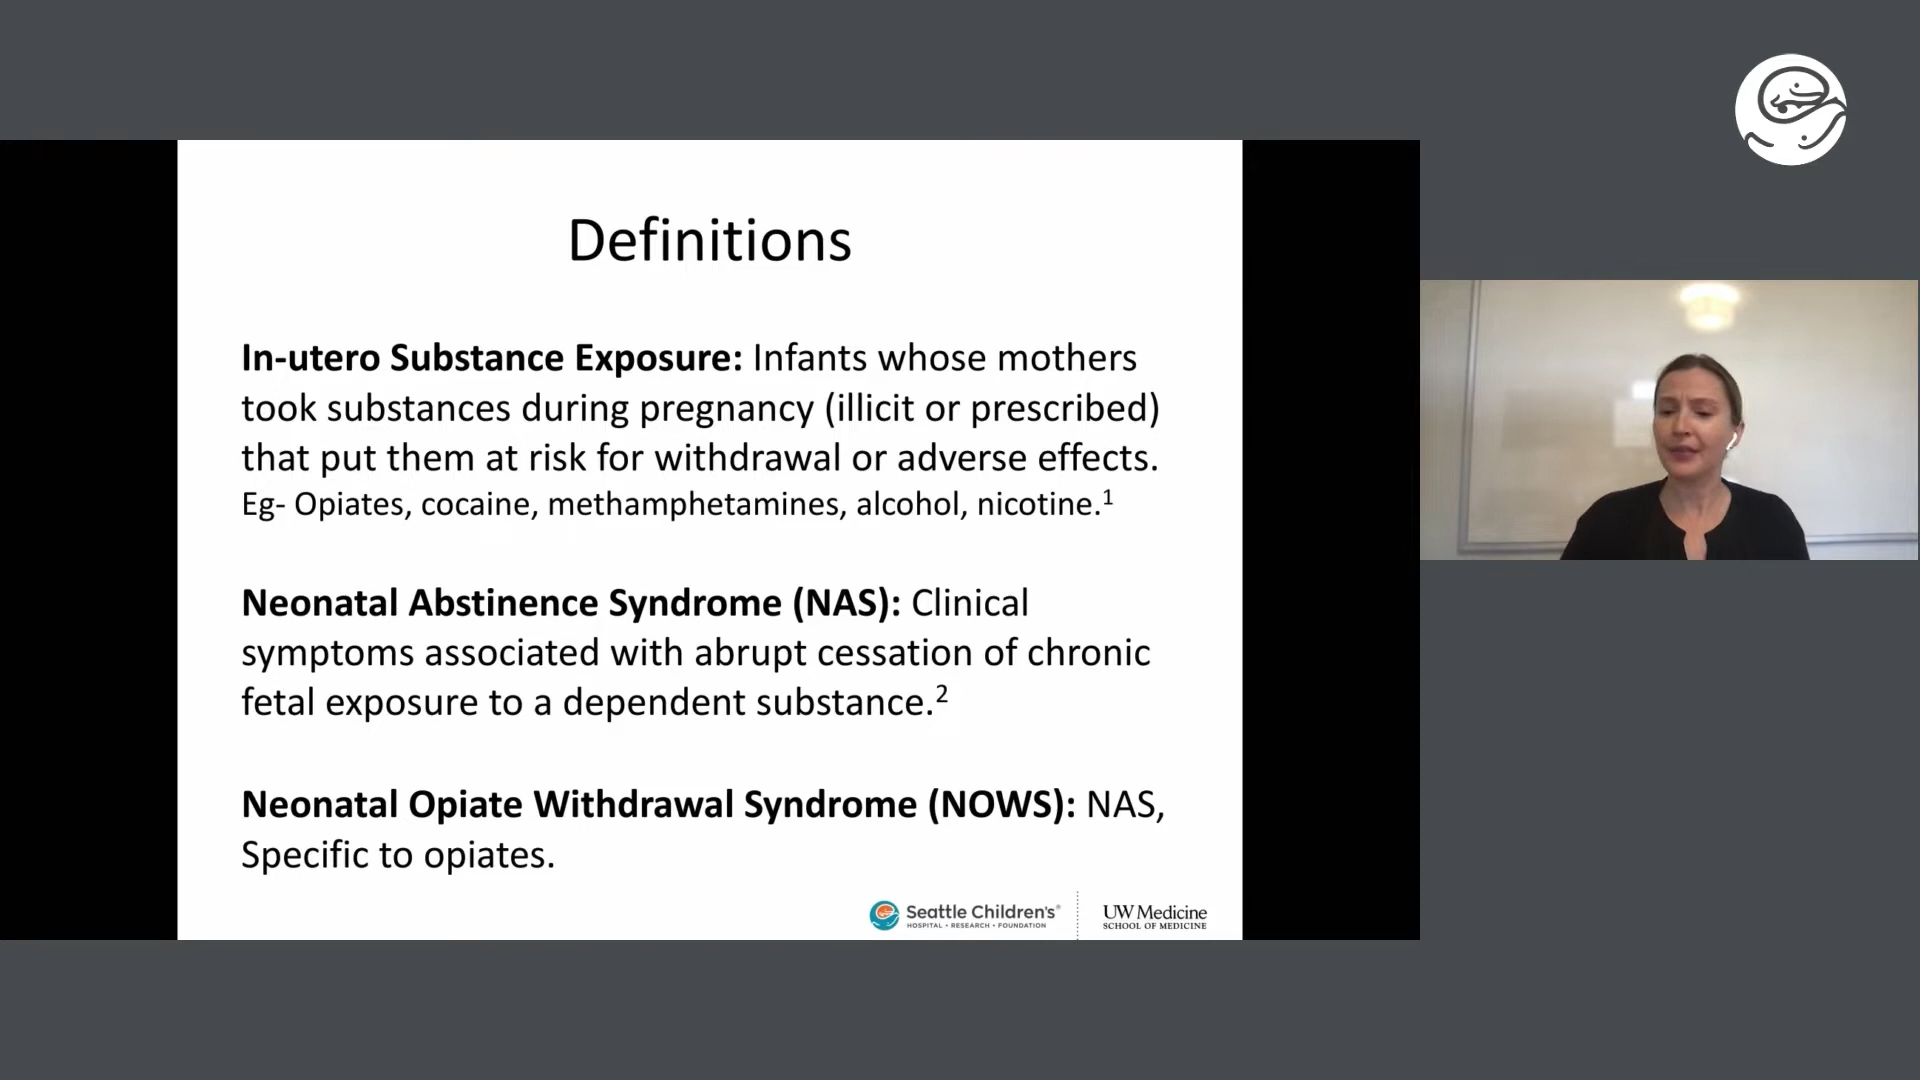 Definitions
In-utero Substance Exposure: Infants whose mothers
took substances during pregnancy (illicit or prescribed)
that put them at risk for withdrawal or adverse effects.
Eg- Opiates, cocaine, methamphetamines, alcohol, nicotine.¹
Neonatal Abstinence Syndrome (NAS): Clinical
symptoms associated with abrupt cessation of chronic
fetal exposure to a dependent substance.²
Neonatal Opiate Withdrawal Syndrome (NOWS): NAS,
Specific to opiates.
Seattle Children's®
HOSPITAL • RESEARCH • FOUNDATION
UW Medicine
SCHOOL OF MEDICINE